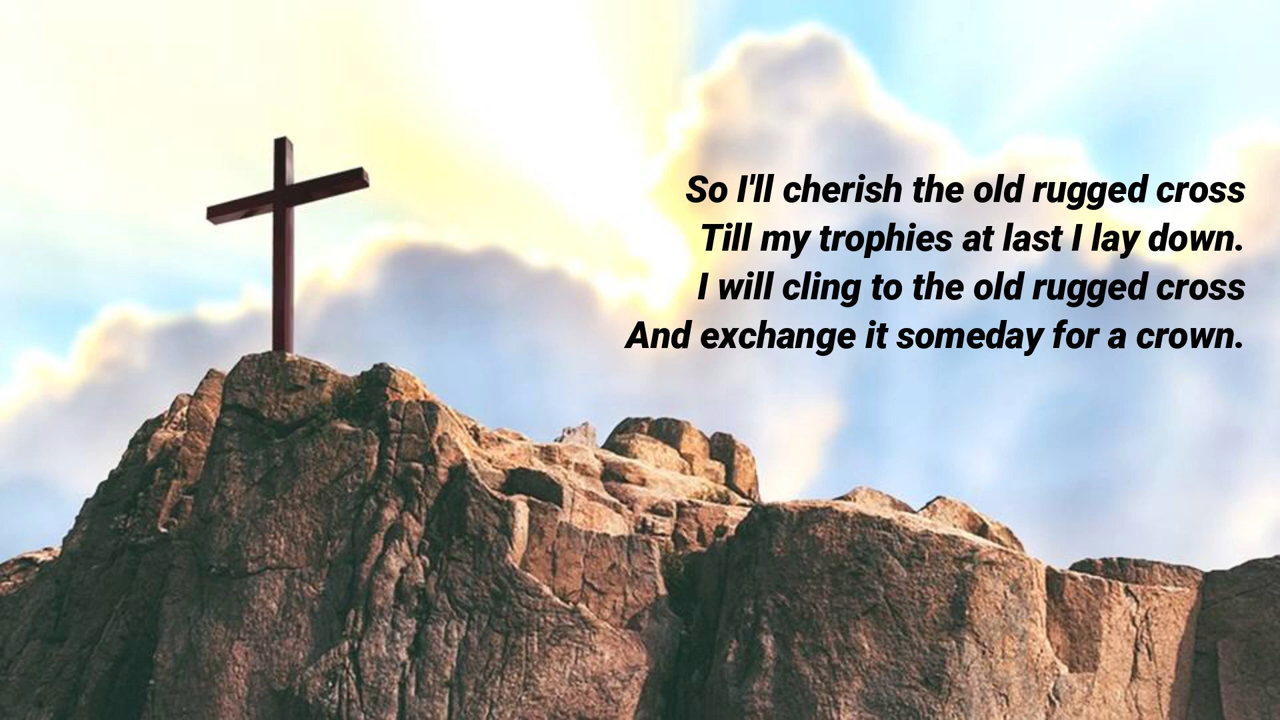 So I'll cherish the old rugged cross
Till my trophies at last I lay down.
I will cling to the old rugged cross
And exchange it someday for a crown.